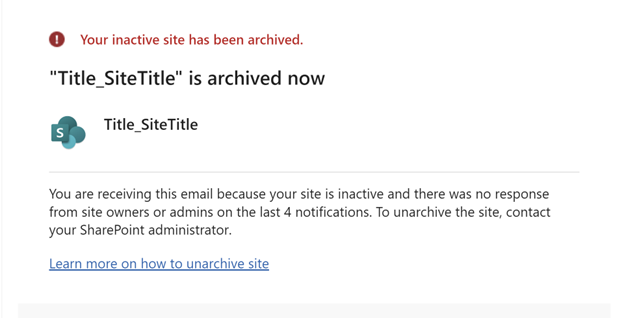 Your inactive site has been archived.
"Title_SiteTitle" is archived now
S
Title_SiteTitle
You are receiving this email because your site is inactive and there was no response
from site owners or admins on the last 4 notifications. To unarchive the site, contact
your SharePoint administrator.
Learn more on how to unarchive site